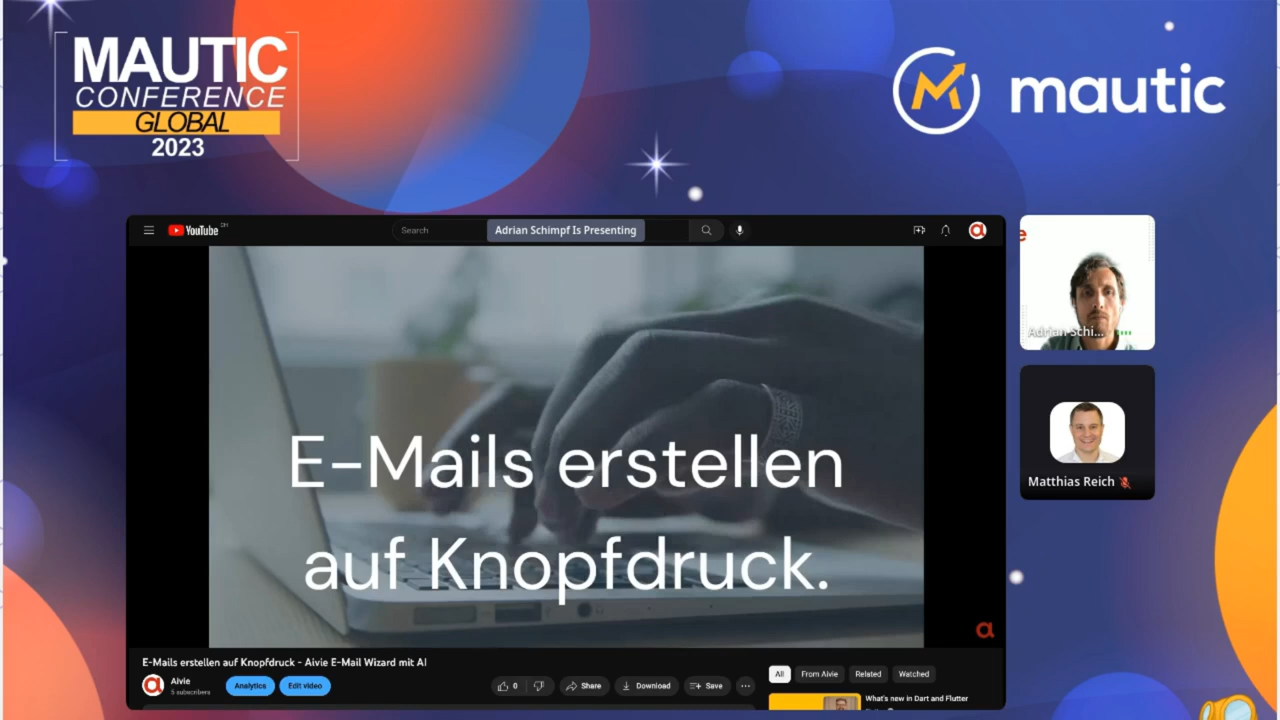 MAUTIC
CONFERENCE
GLOBAL
2023
mautic
YouTube
Search
Adrian Schimpf Is Presenting
E-Mails erstellen
auf Knopfdruck.
Adrian Schi...
Matthias Reich
E-Mails erstellen auf Knopfdruck - Aivie E-Mail Wizard mit AI
Aivie
5 subscribers
Analytics
Edit video
0
Share
Download
Save
All
From Aivie
Related
Watched
What's new in Dart and Flutter